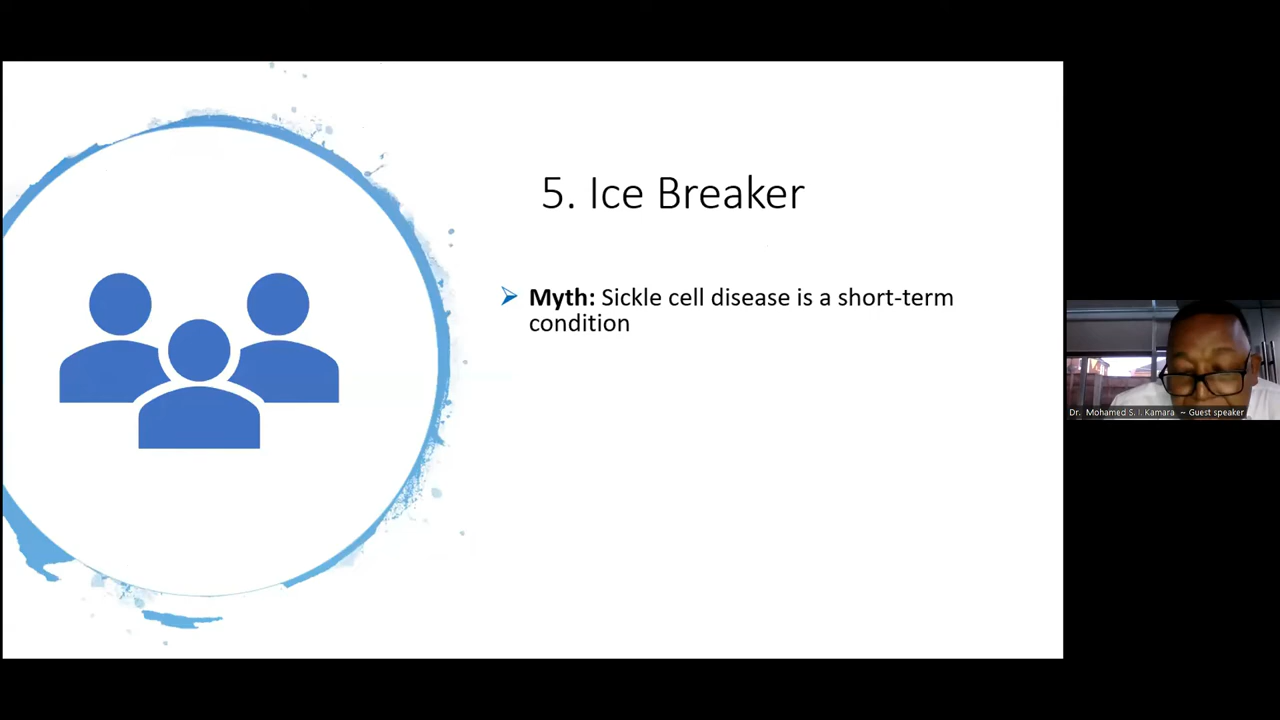 5. Ice Breaker
Myth: Sickle cell disease is a short-term
condition
Dr. Mohamed S. I. Kamara ~ Guest speaker